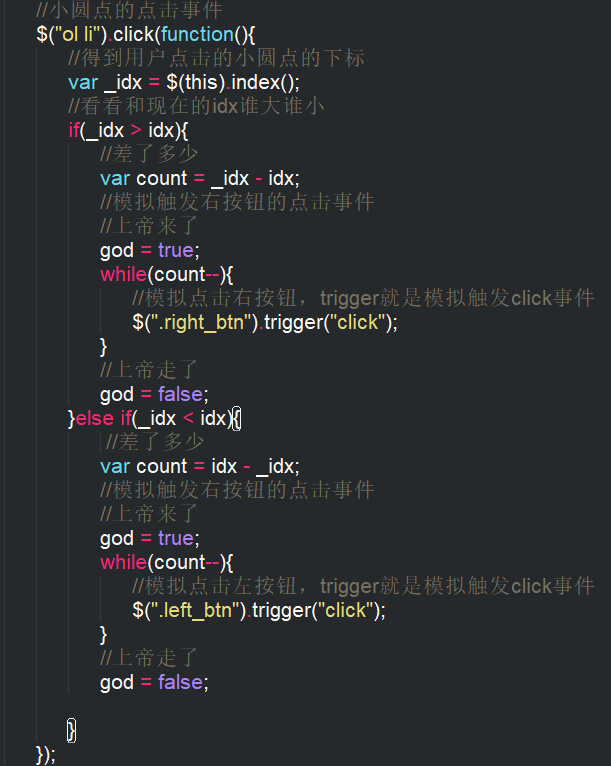 //小圆点的点击事件
$("ol li").click(function(){
//得到用户点击的小圆点的下标
var _idx = $(this).index();
//看看和现在的idx谁大谁小
if(_idx > idx){
//差了多少
var count = _idx - idx;
//模拟触发右按钮的点击事件
//上帝来了
god = true;
while(count--){
//模拟点击右按钮，trigger就是模拟触发click事件
$(".right_btn").trigger("click");
}
//上帝走了
god = false;
}else if(_idx < idx){
//差了多少
var count = idx - _idx;
//模拟触发右按钮的点击事件
//上帝来了
god = true;
while(count--){
//模拟点击左按钮，trigger就是模拟触发click事件
$(".left_btn").trigger("click");
}
//上帝走了
god = false;
}
});